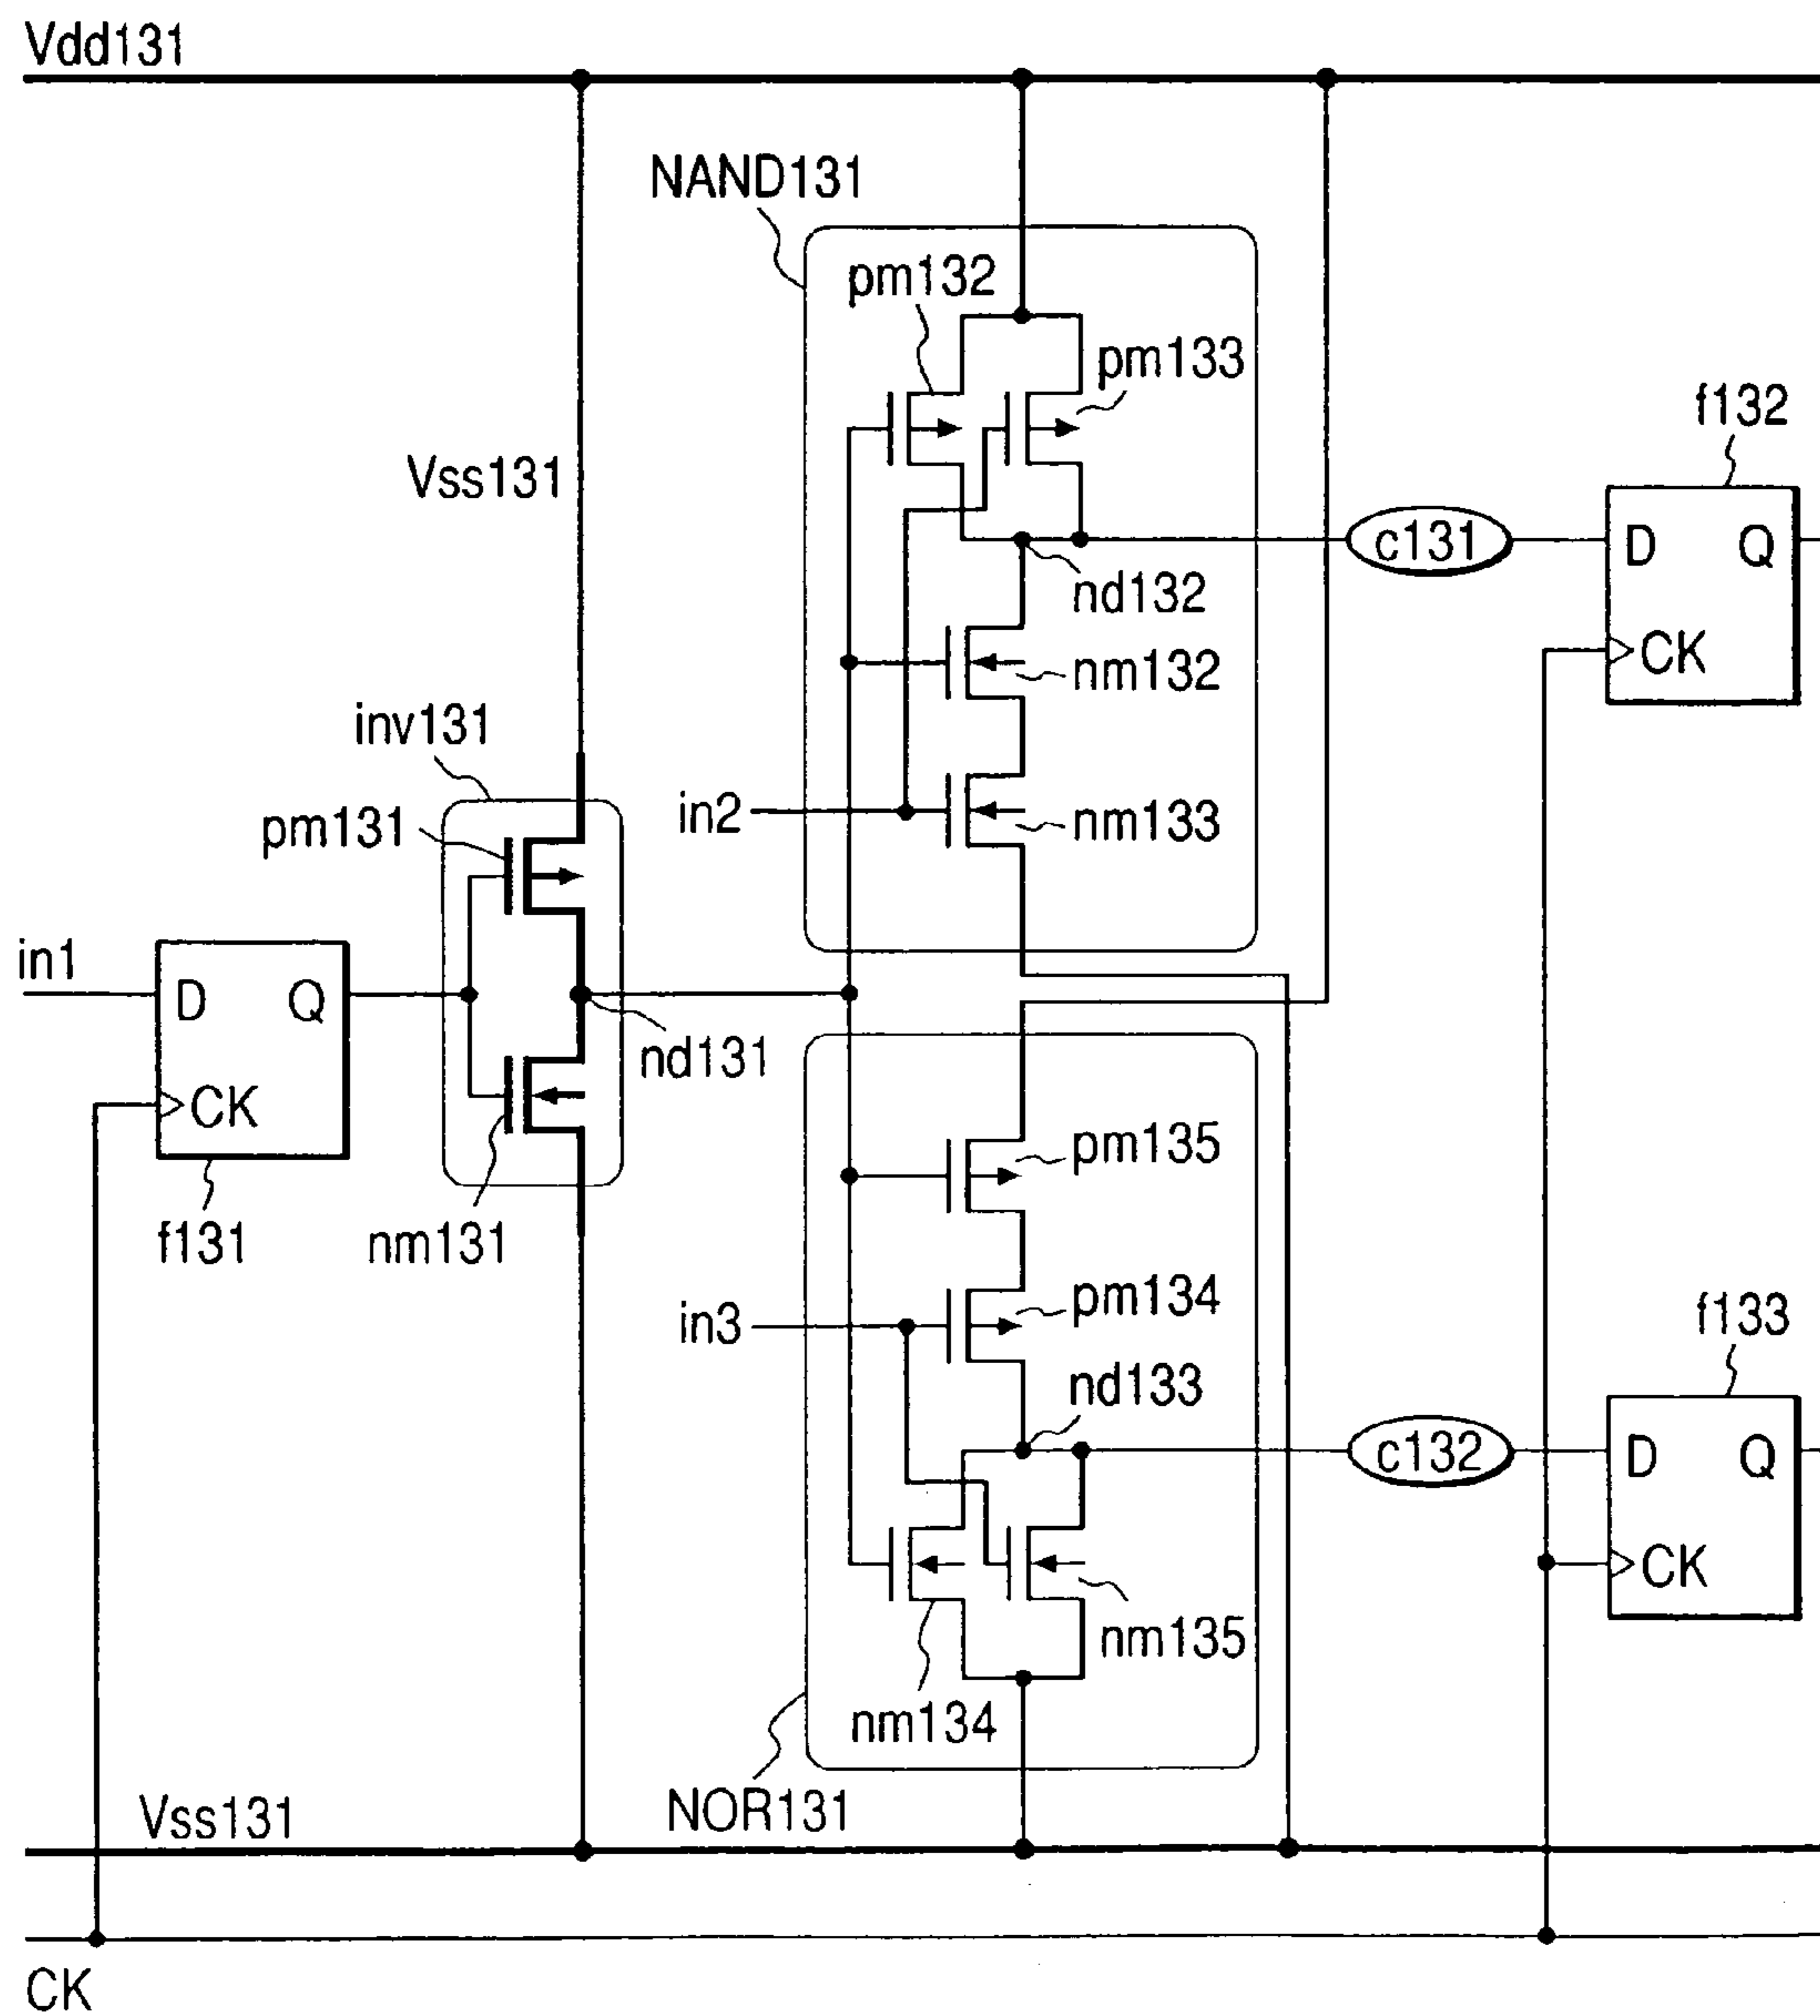 Vdd131
NAND131
pm132
pm133
f132
Vss131
c131
D Q
nd132
CK
nm132
inv131
in2
nm133
pm131
in1
D Q
nd131
CK
pm135
f131
nm131
pm134
in3
f133
nd133
c132
D Q
CK
nm135
nm134
Vss131
NOR131
CK